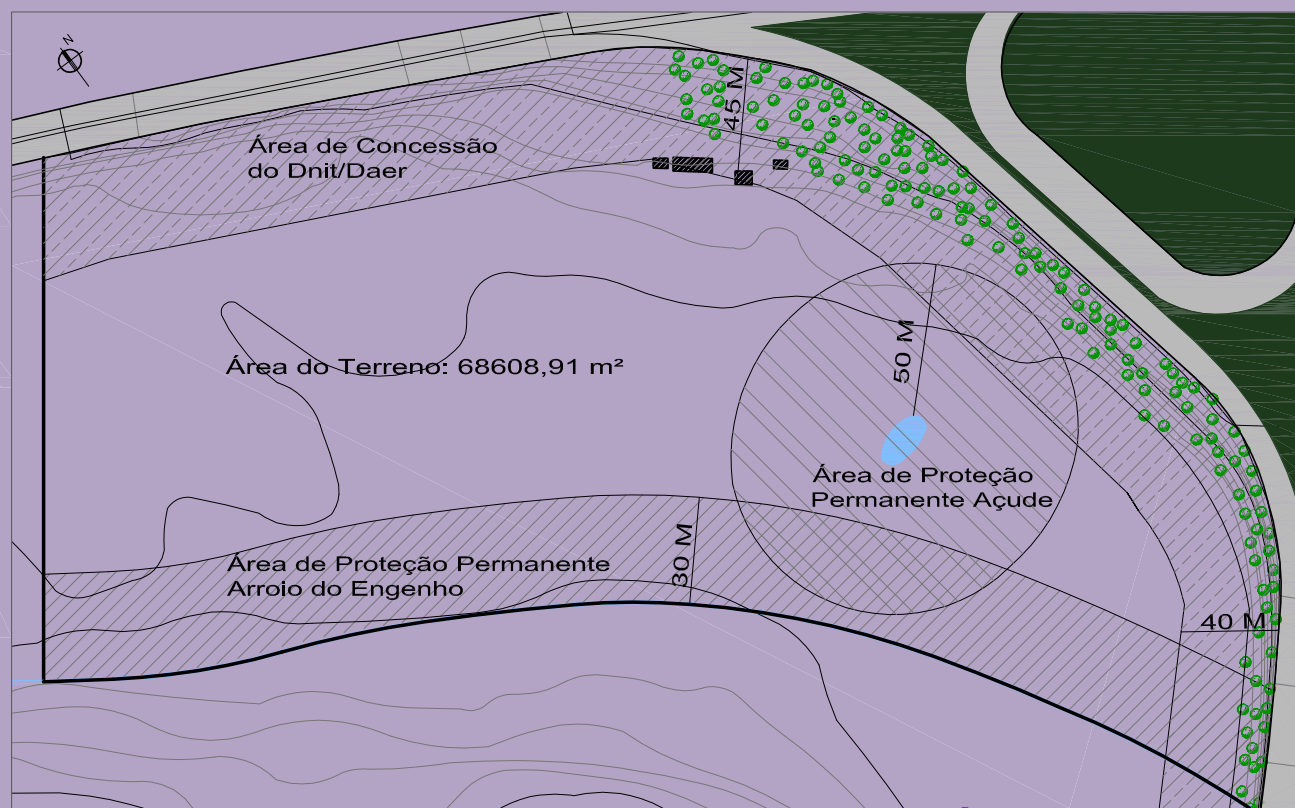 N
45 M
Área de Concessão
do Dnit/Daer
50 M
Área do Terreno: 68608,91 m²
Área de Proteção
Permanente Açude
30 M
Área de Proteção Permanente
Arroio do Engenho
40 M